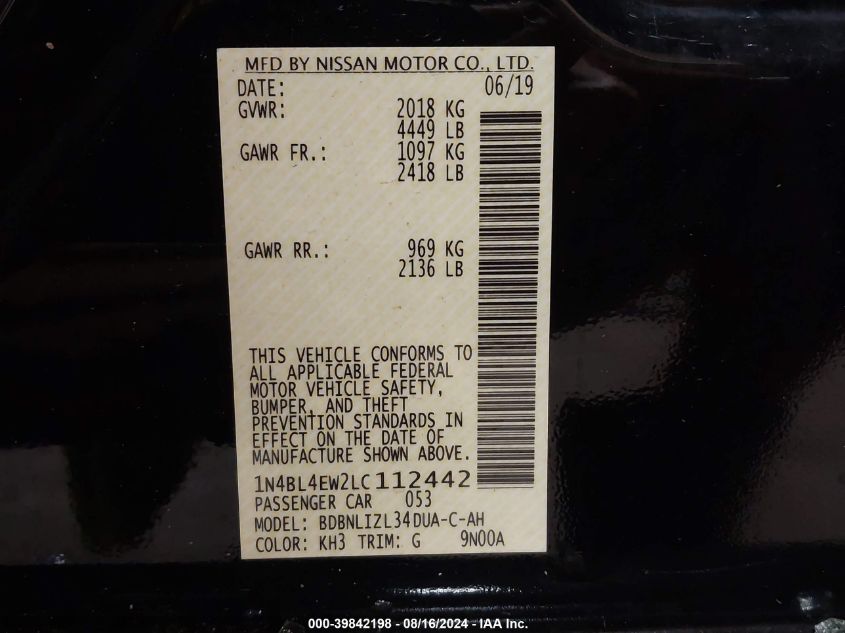 MFD BY NISSAN MOTOR CO., LTD.
DATE: 06/19
GVWR: 2018 KG
4449 LB
GAWR FR.: 1097 KG
2418 LB
GAWR RR.: 969 KG
2136 LB
THIS VEHICLE CONFORMS TO
ALL APPLICABLE FEDERAL
MOTOR VEHICLE SAFETY,
BUMPER, AND THEFT
PREVENTION STANDARDS IN
EFFECT ON THE DATE OF
MANUFACTURE SHOWN ABOVE.
1N4BL4EW2LC112442
PASSENGER CAR 053
MODEL: BDBNLIZL34DUA-C-AH
COLOR: KH3 TRIM: G 9N00A
000-39842198 - 08/16/2024 - IAA Inc.